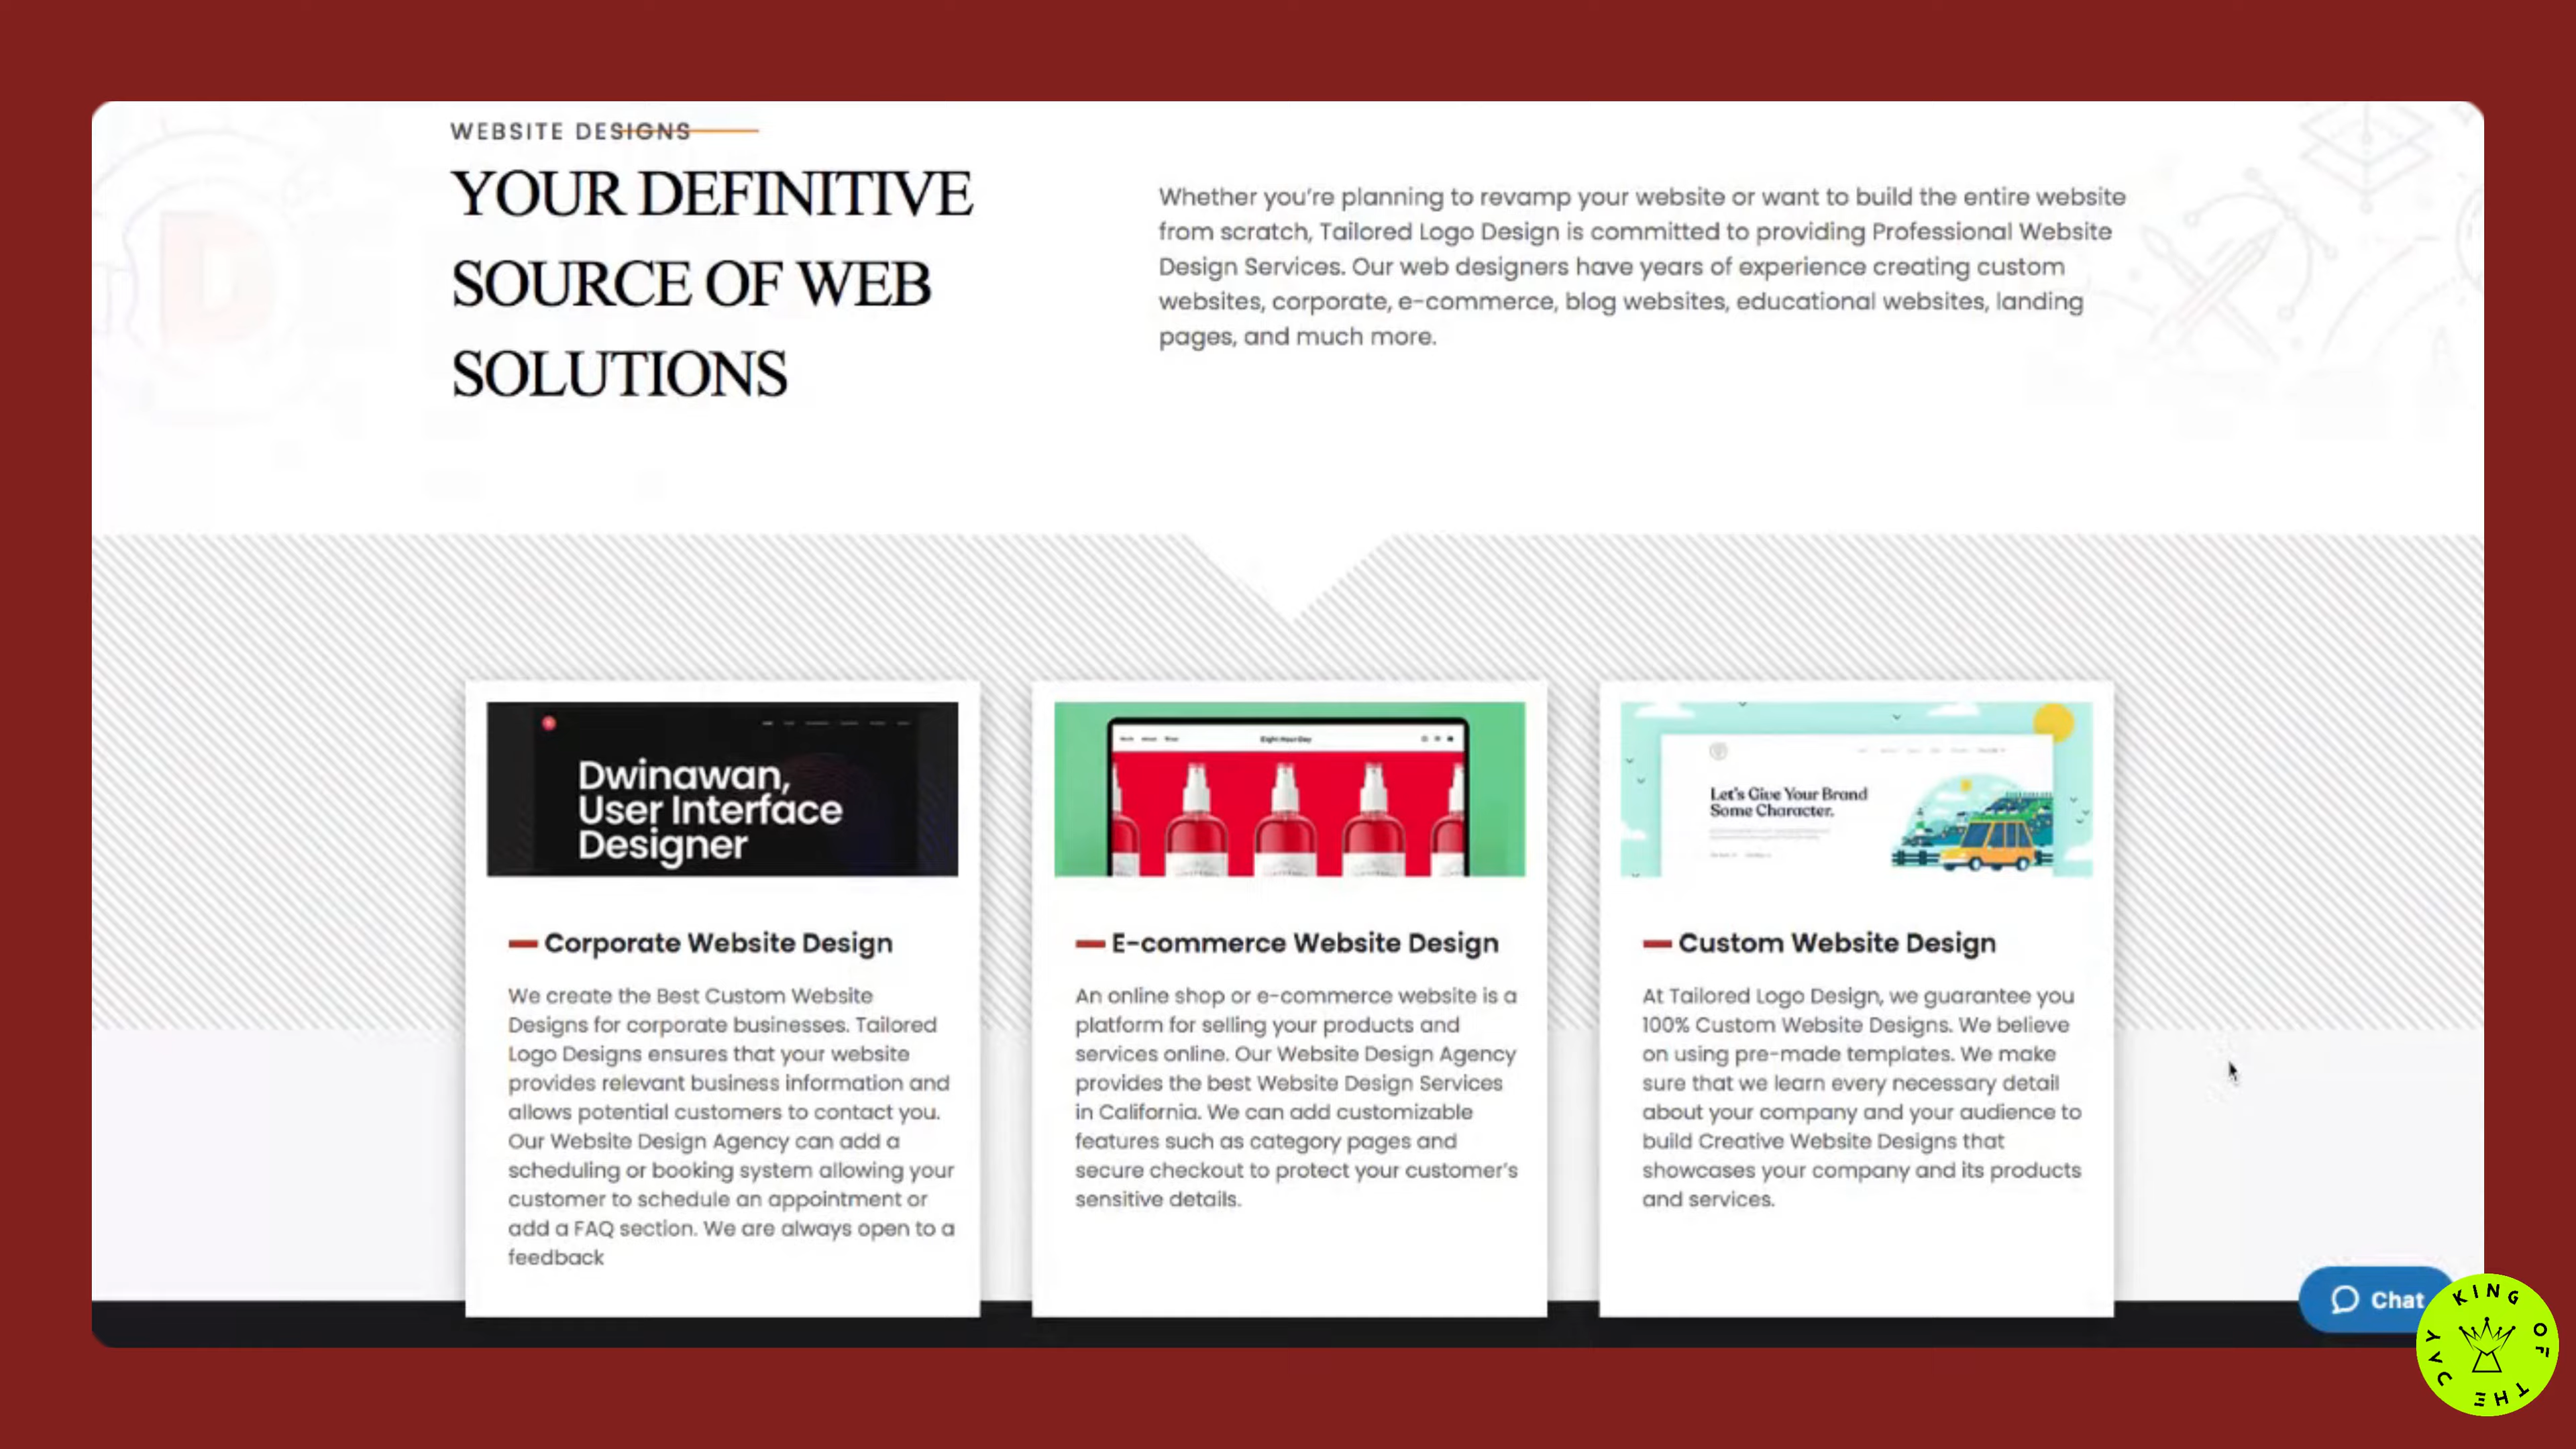 WEBSITE DESIGNS
YOUR DEFINITIVE
SOURCE OF WEB
SOLUTIONS
Whether you're planning to revamp your website or want to build the entire website
from scratch, Tailored Logo Design is committed to providing Professional Website
Design Services. Our web designers have years of experience creating custom
websites, corporate, e-commerce, blog websites, educational websites, landing
pages, and much more.
Dwinawan,
User Interface
Designer
Corporate Website Design
We create the Best Custom Website
Designs for corporate businesses. Tailored
Logo Designs ensures that your website
provides relevant business information and
allows potential customers to contact you.
Our Website Design Agency can add a
scheduling or booking system allowing your
customer to schedule an appointment or
add a FAQ section. We are always open to a
feedback
Eight Hour Day
E-commerce Website Design
An online shop or e-commerce website is a
platform for selling your products and
services online. Our Website Design Agency
provides the best Website Design Services
in California. We can add customizable
features such as category pages and
secure checkout to protect your customer's
sensitive details.
Let's Give Your Brand
Some Character.
Custom Website Design
At Tailored Logo Design, we guarantee you
100% Custom Website Designs. We believe
on using pre-made templates. We make
sure that we learn every necessary detail
about your company and your audience to
build Creative Website Designs that
showcases your company and its products
and services.
Chat
KING OF THE JAY